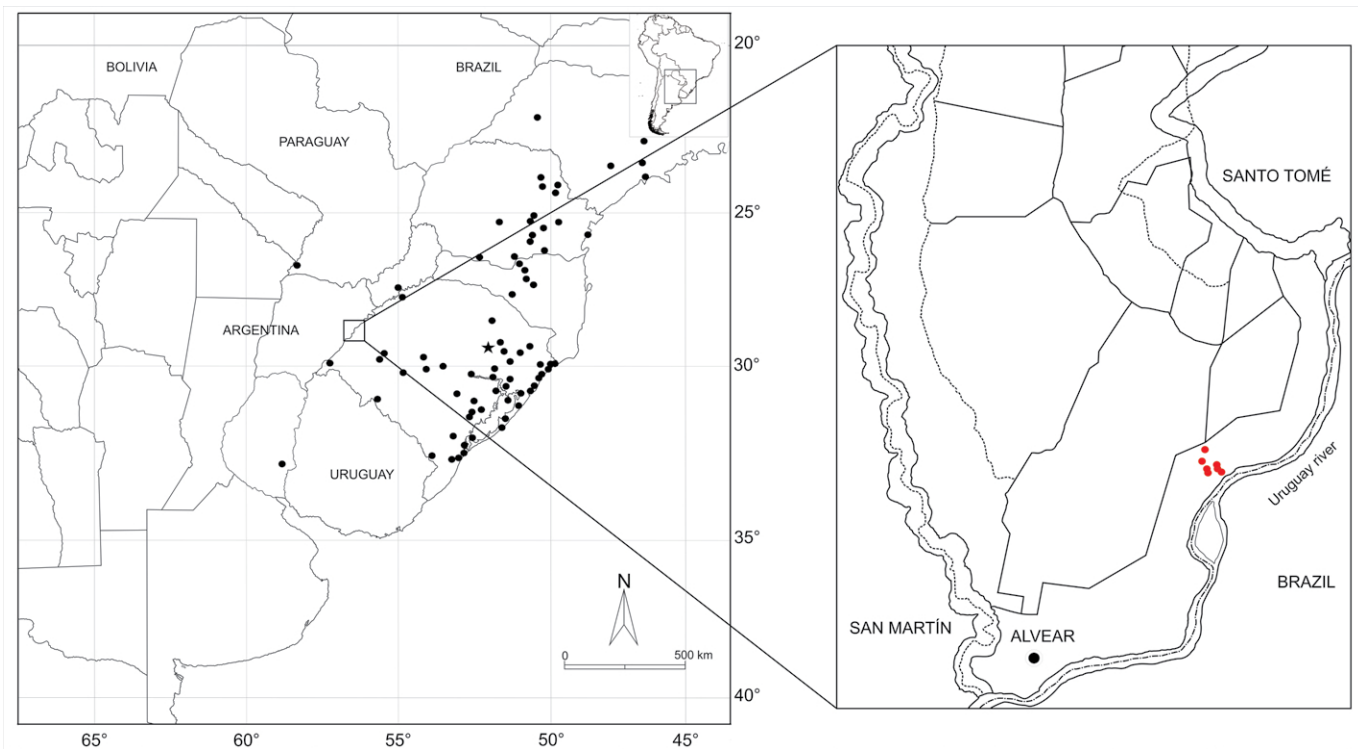 BOLIVIA
BRAZIL
PARAGUAY
ARGENTINA
URUGUAY
N
0
500 km
20°
25°
30°
35°
40°
65°
60°
55°
50°
45°
SANTO TOMÉ
Uruguay river
BRAZIL
SAN MARTÍN
ALVEAR